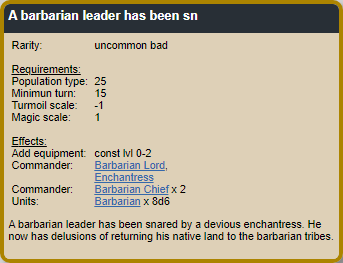 A barbarian leader has been sn
Rarity: uncommon bad
Requirements:
Population type: 25
Minimun turn: 15
Turmoil scale: -1
Magic scale: 1
Effects:
Add equipment: const lvl 0-2
Commander: Barbarian Lord,
Enchantress
Commander: Barbarian Chief x 2
Units: Barbarian x 8d6
A barbarian leader has been snared by a devious enchantress. He
now has delusions of returning his native land to the barbarian tribes.